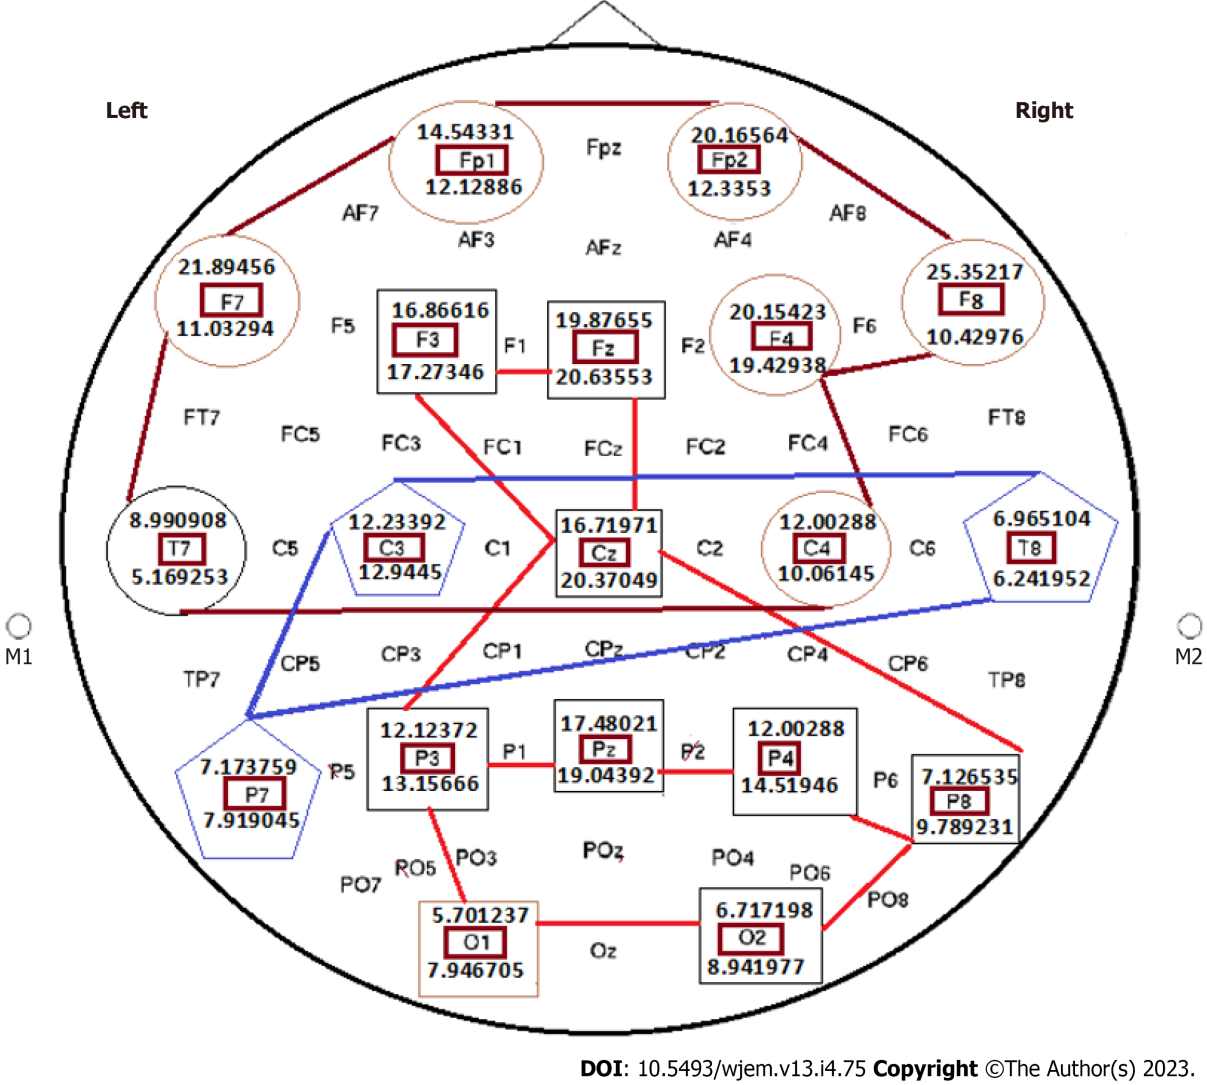 Left
Right
14.54331
Fp1
12.12886
Fpz
20.16564
Fp2
12.3353
AF7
AF3
AFz
AF4
AF8
21.89456
F7
11.03294
F5
16.86616
F3
17.27346
F1
19.87655
Fz
20.63553
F2
20.15423
F4
19.42938
F6
25.35217
F8
10.42976
FT7
FC5
FC3
FC1
FCz
FC2
FC4
FC6
FT8
8.990908
T7
5.169253
C5
12.23392
C3
12.9445
C1
16.71971
Cz
20.37049
C2
12.00288
C4
10.06145
C6
6.965104
T8
6.241952
M1
M2
TP7
CP5
CP3
CP1
CPz
CP2
CP4
CP6
TP8
7.173759
P7
7.919045
P5
12.12372
P3
13.15666
P1
17.48021
Pz
19.04392
P2
12.00288
P4
14.51946
P6
7.126535
P8
9.789231
PO7
PO5
PO3
POz
PO4
PO6
PO8
5.701237
O1
7.946705
Oz
6.717198
O2
8.941977
DOI: 10.5493/wjem.v13.i4.75 Copyright ©The Author(s) 2023.